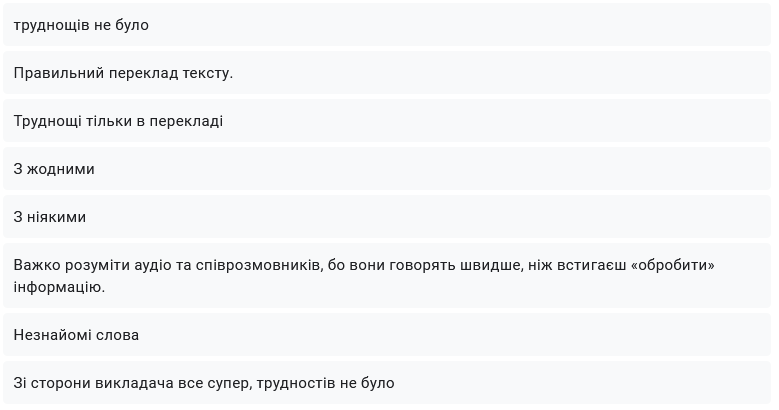 труднощів не було
Правильний переклад тексту.
Труднощі тільки в перекладі
З жодними
З ніякими
Важко розуміти аудіо та співрозмовників, бо вони говорять швидше, ніж встигаєш «обробити»
інформацію.
Незнайомі слова
Зі сторони викладача все супер, трудностів не було